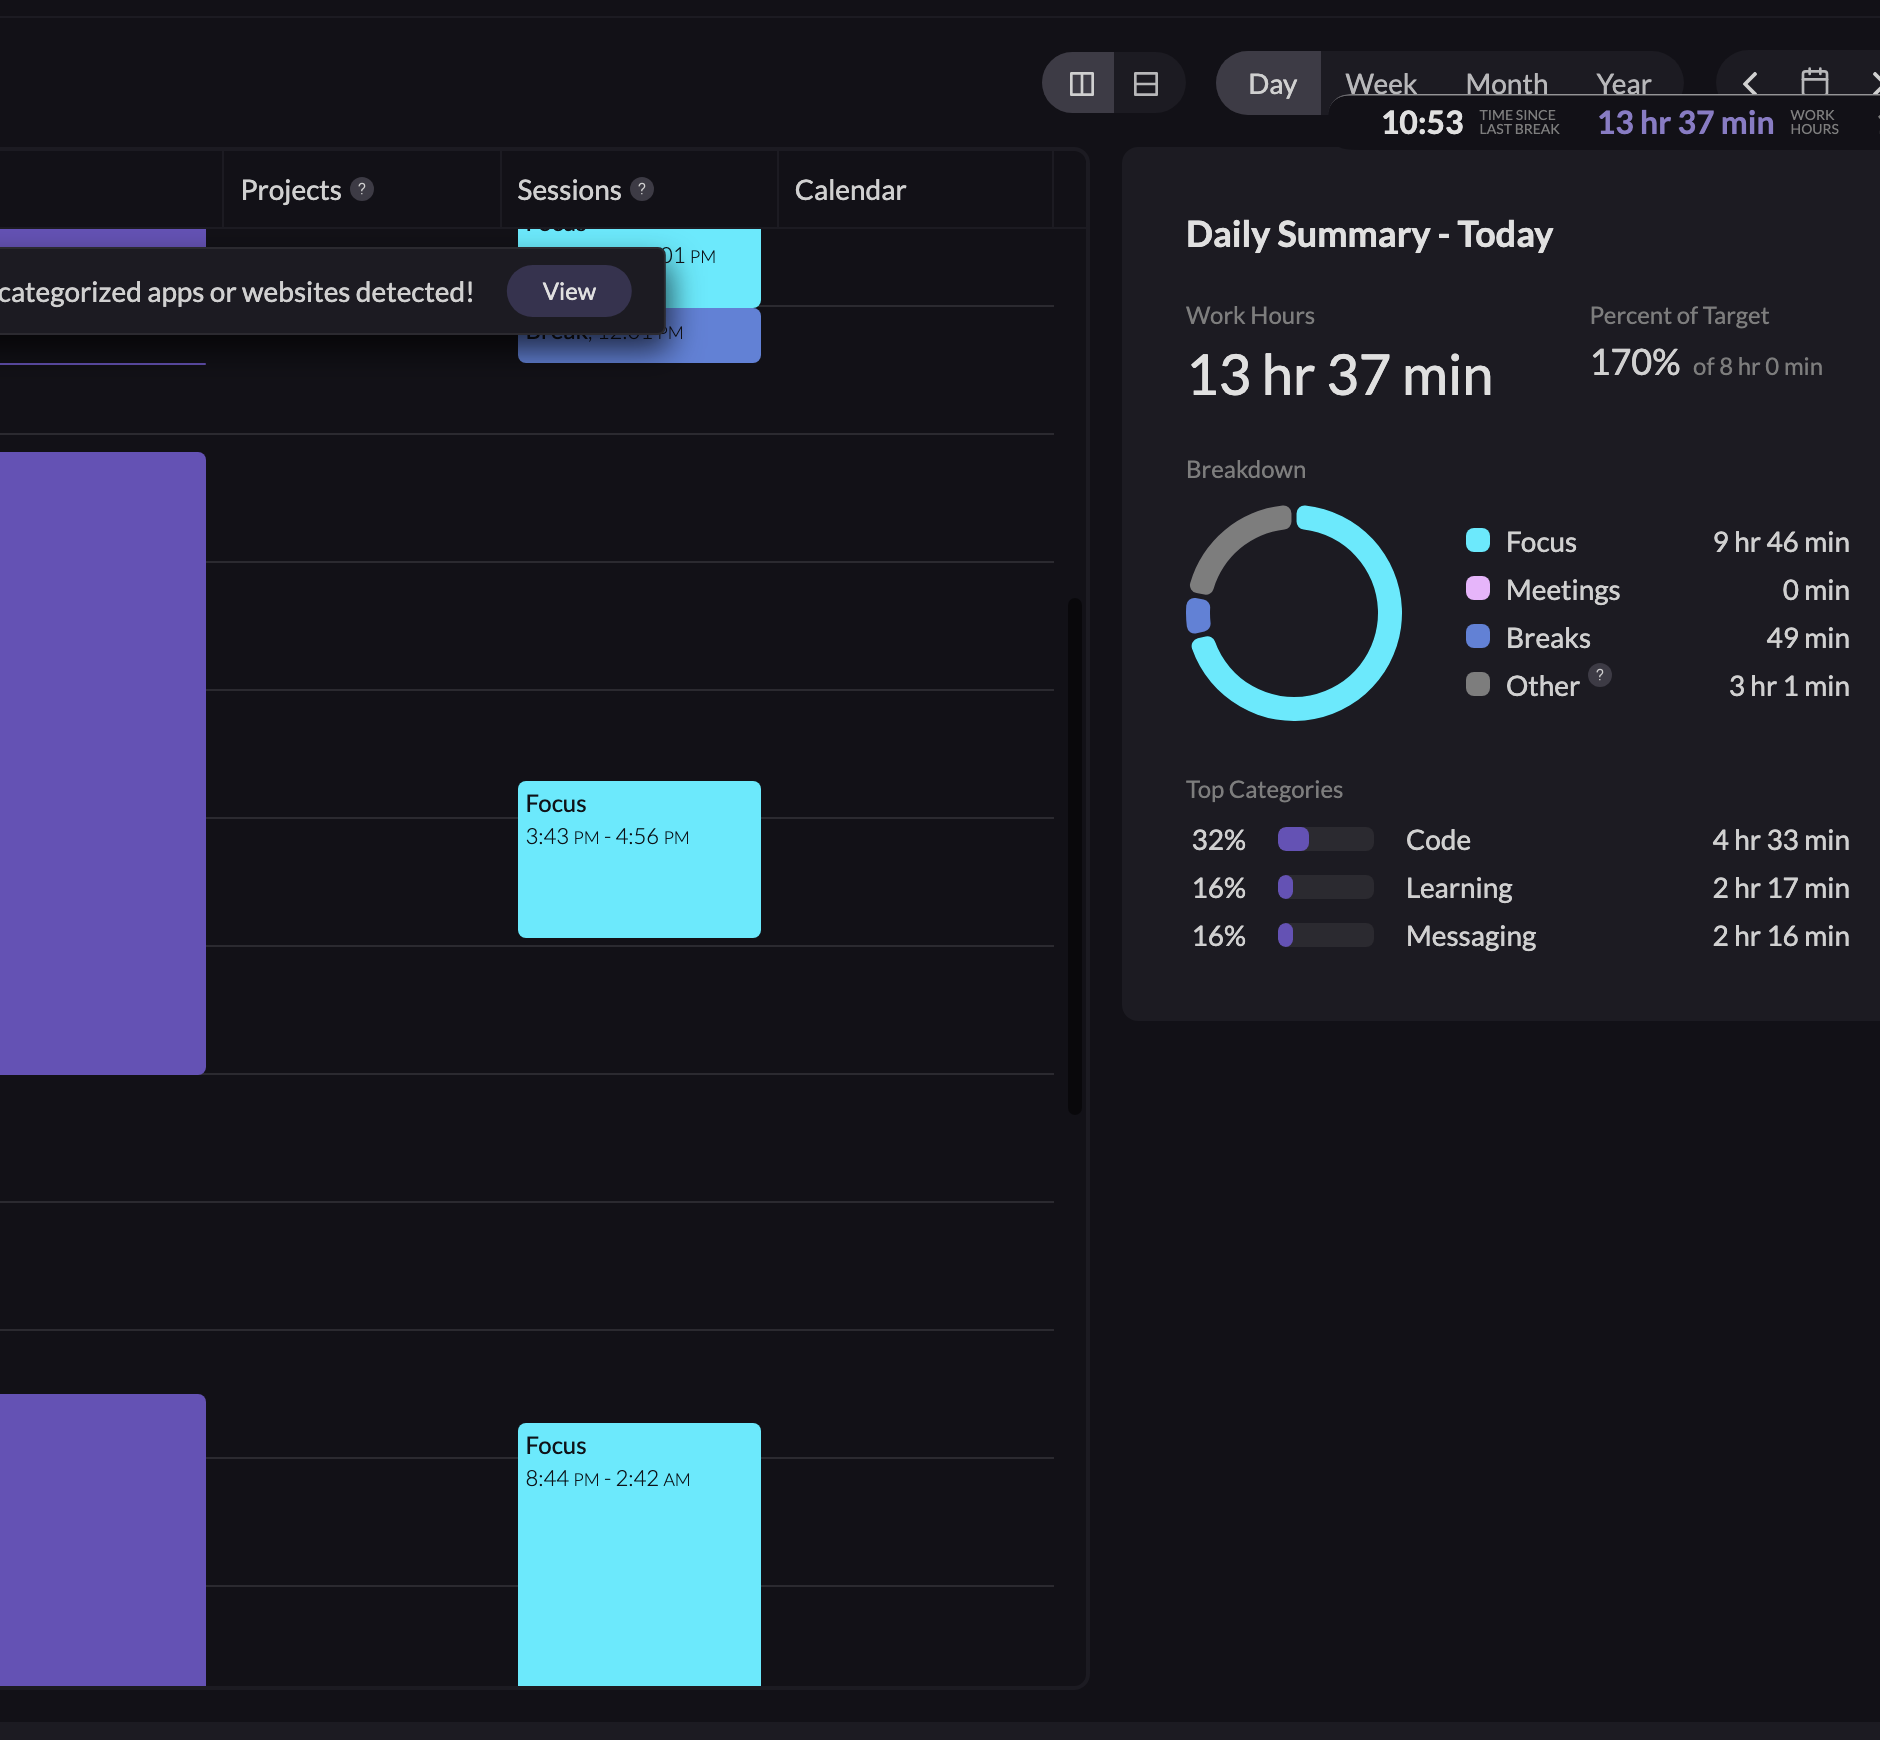 Day Week Month Year
10:53 TIME SINCE LAST BREAK 13 hr 37 min WORK HOURS
Projects ?
Sessions ?
Calendar
01 PM
categorized apps or websites detected!
View
Break, 12:31 PM
Focus
3:43 PM - 4:56 PM
Focus
8:44 PM - 2:42 AM
Daily Summary - Today
Work Hours
13 hr 37 min
Percent of Target
170% of 8 hr 0 min
Breakdown
Focus 9 hr 46 min
Meetings 0 min
Breaks 49 min
Other ? 3 hr 1 min
Top Categories
32% Code 4 hr 33 min
16% Learning 2 hr 17 min
16% Messaging 2 hr 16 min